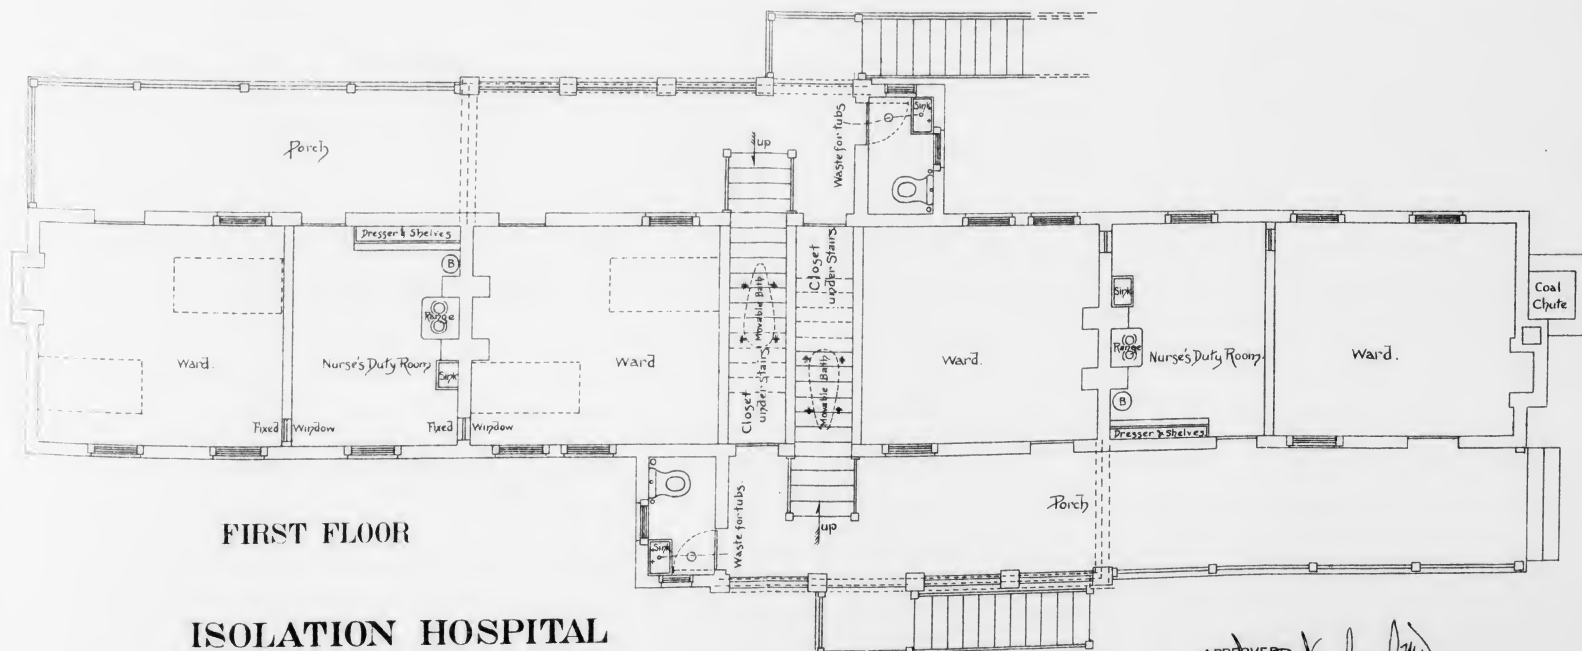 up
Sink
Waste for tubs
Porch
Dresser & Shelves
B
Closet
under Stairs
Movable Bath
Coal
Chute
Range
Sink
Sink
Range
Ward.
Nurse's Duty Room
Ward
Closet
under Stairs
Movable Bath
Ward.
Nurse's Duty Room.
Ward.
B
Fixed Window
Fixed Window
Dresser & Shelves
Porch
Waste for tubs.
up
Sink
FIRST FLOOR
ISOLATION HOSPITAL
APPROVED